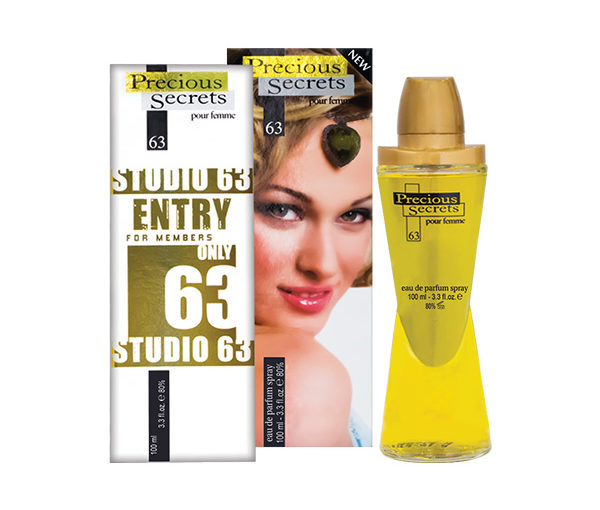 Precious
Secrets
pour femme
63
STUDIO 63
ENTRY
FOR MEMBERS
ONLY
63
STUDIO 63
100 ml 3.3 fl.oz. ℮ 80%
NEW
Precious
Secrets
pour femme
63
eau de parfum spray
100 ml - 3.3 fl.oz. ℮ 80%
Precious
Secrets
pour femme
63
eau de parfum spray
100 ml - 3.3 fl.oz. ℮
80%